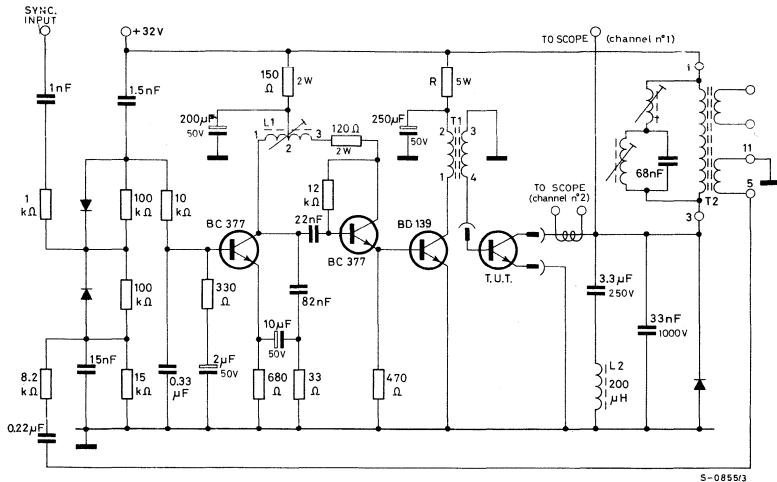 SYNC.
INPUT
+32V
TO SCOPE (channel n°1)
1nF
1.5nF
150
Ω
2W
R
5W
i
200µF
50V
L1
1
2
3
120Ω
2W
250µF
50V
T1
2
3
1
4
68nF
11
5
T2
3
1
kΩ
100
kΩ
10
kΩ
12
kΩ
TO SCOPE
(channel n°2)
BC 377
22nF
BC 377
BD 139
T.U.T.
100
kΩ
330
Ω
82nF
3.3µF
250V
33nF
1000V
10µF
50V
8.2
kΩ
15nF
15
kΩ
0.33
µF
2µF
50V
680
Ω
33
Ω
470
Ω
L2
200
µH
0.22µF
S-0855/3